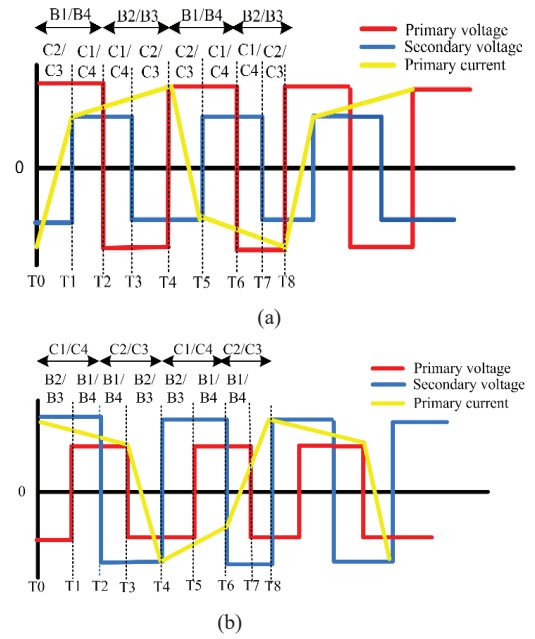 B1/B4 B2/B3 B1/B4 B2/B3
C2/ C1/ C1/ C2/ C2/ C1/ C1/ C2/
C3 C4 C4 C3 C3 C4 C4 C3
Primary voltage
Secondary voltage
Primary current
0
T0 T1 T2 T3 T4 T5 T6 T7 T8
(a)
C1/C4 C2/C3 C1/C4 C2/C3
B2/ B1/ B1/ B2/ B2/ B1/ B1/
B3 B4 B4 B3 B3 B4 B4
Primary voltage
Secondary voltage
Primary current
0
T0 T1 T2 T3 T4 T5 T6 T7 T8
(b)